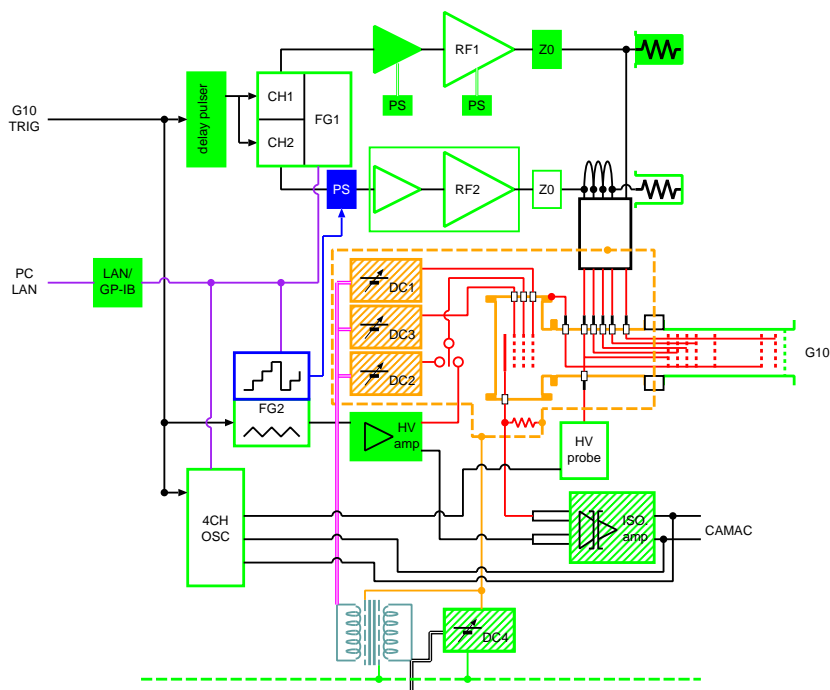 RF1
Z0
PS
PS
CH1
FG1
CH2
delay pulser
G10
TRIG
PS
RF2
Z0
PC
LAN
LAN/
GP-IB
DC1
DC3
DC2
G10
FG2
HV
amp
HV
probe
4CH
OSC
ISO.
amp
CAMAC
DC4